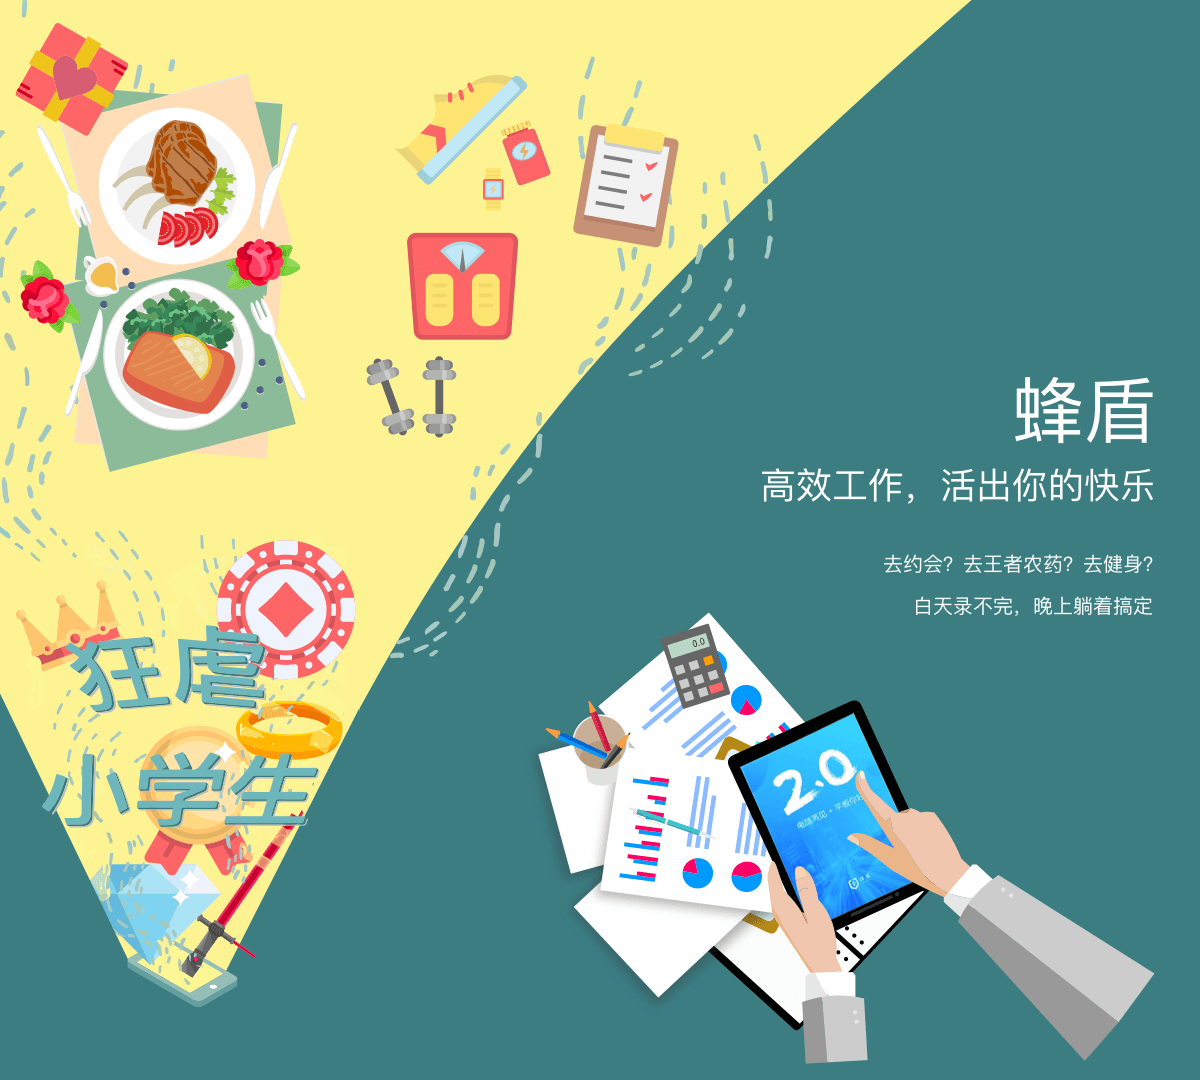 蜂盾
高效工作，活出你的快乐
去约会？去王者农药？去健身？
白天录不完，晚上躺着搞定
狂虐
小学生
0.0
2.0